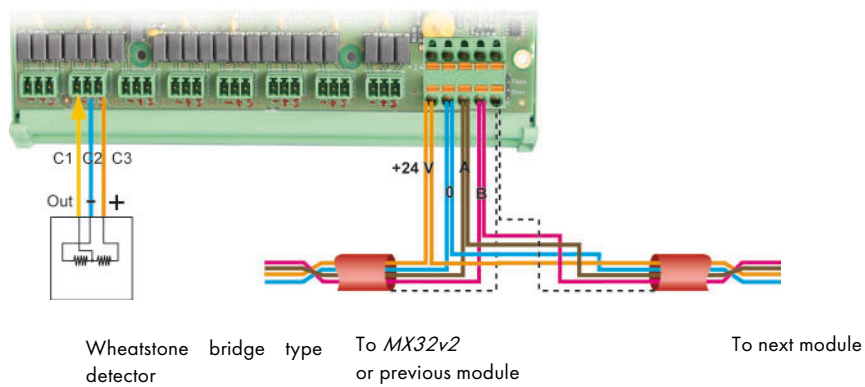 C1 C2 C3
+24 V
A
0
B
Out - +
Wheatstone bridge type
detector
To MX32v2
or previous module
To next module